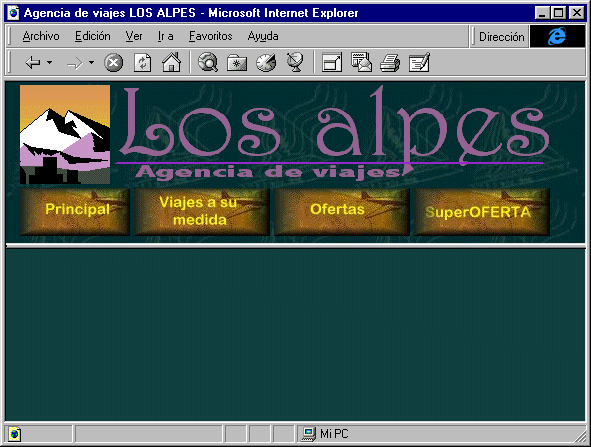 Agencia de viajes LOS ALPES - Microsoft Internet Explorer
Archivo Edición Ver Ir a Favoritos Ayuda Dirección
Los alpes
Agencia de viajes
Principal
Viajes a su
medida
Ofertas
SuperOFERTA
Mi PC